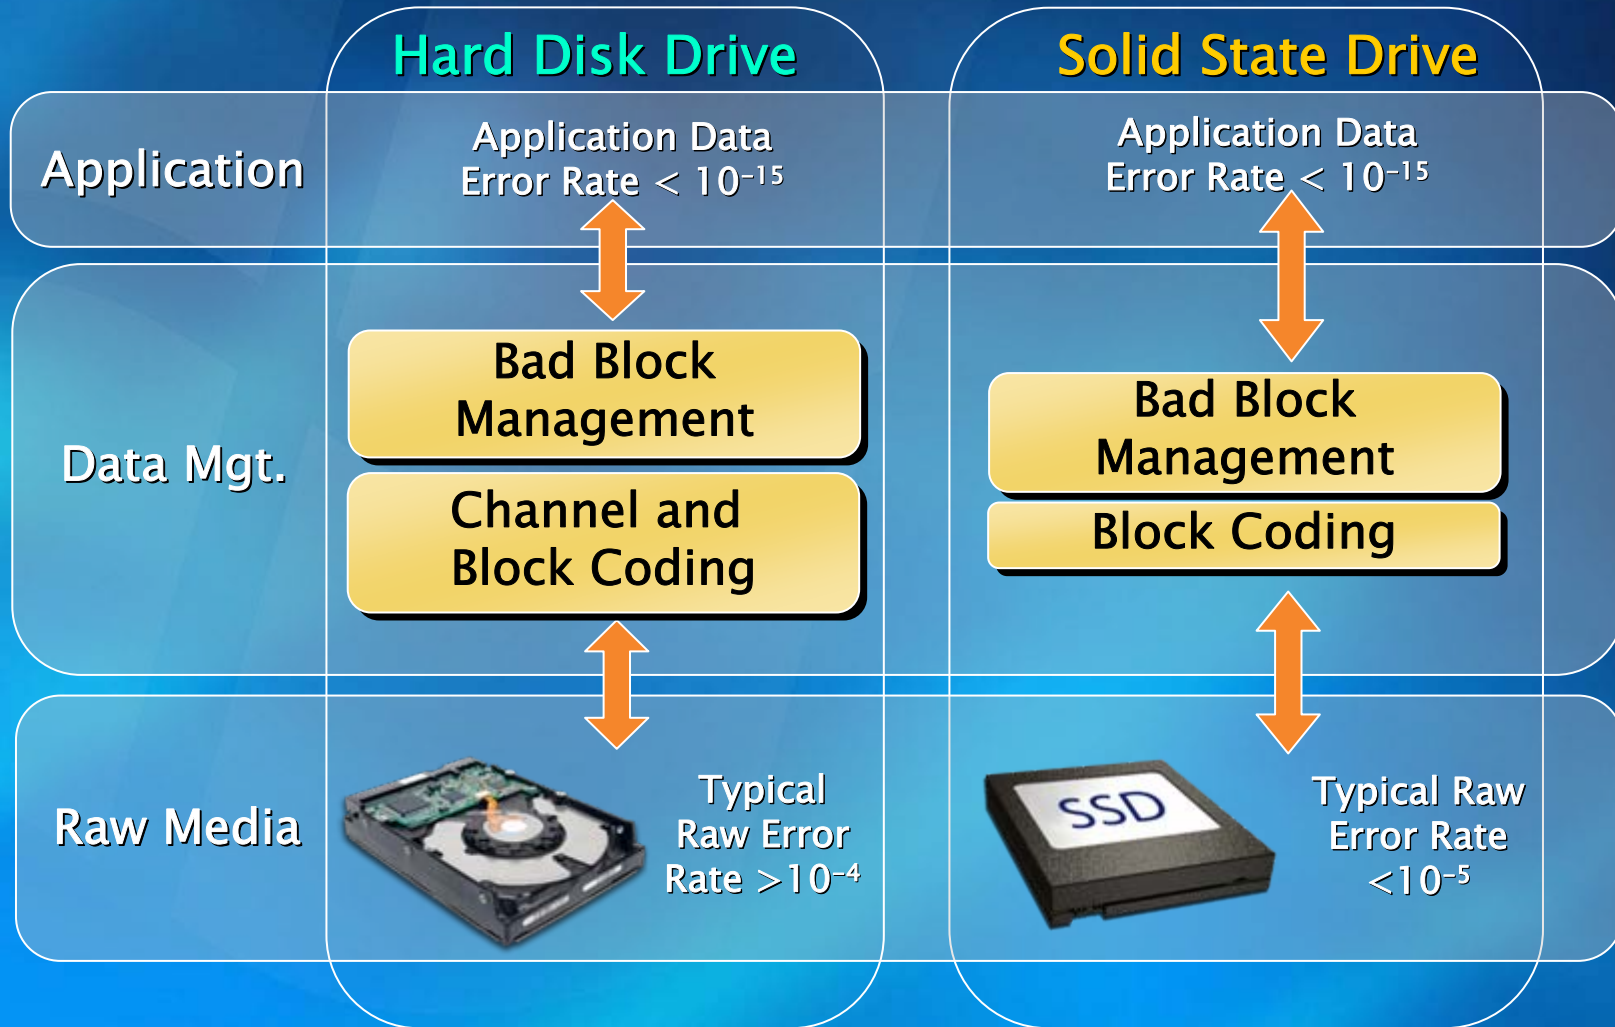 Hard Disk Drive
Solid State Drive
Application
Application Data
Error Rate < 10⁻¹⁵
Application Data
Error Rate < 10⁻¹⁵
Data Mgt.
Bad Block
Management
Channel and
Block Coding
Bad Block
Management
Block Coding
Raw Media
Typical
Raw Error
Rate >10⁻⁴
SSD
Typical Raw
Error Rate
<10⁻⁵